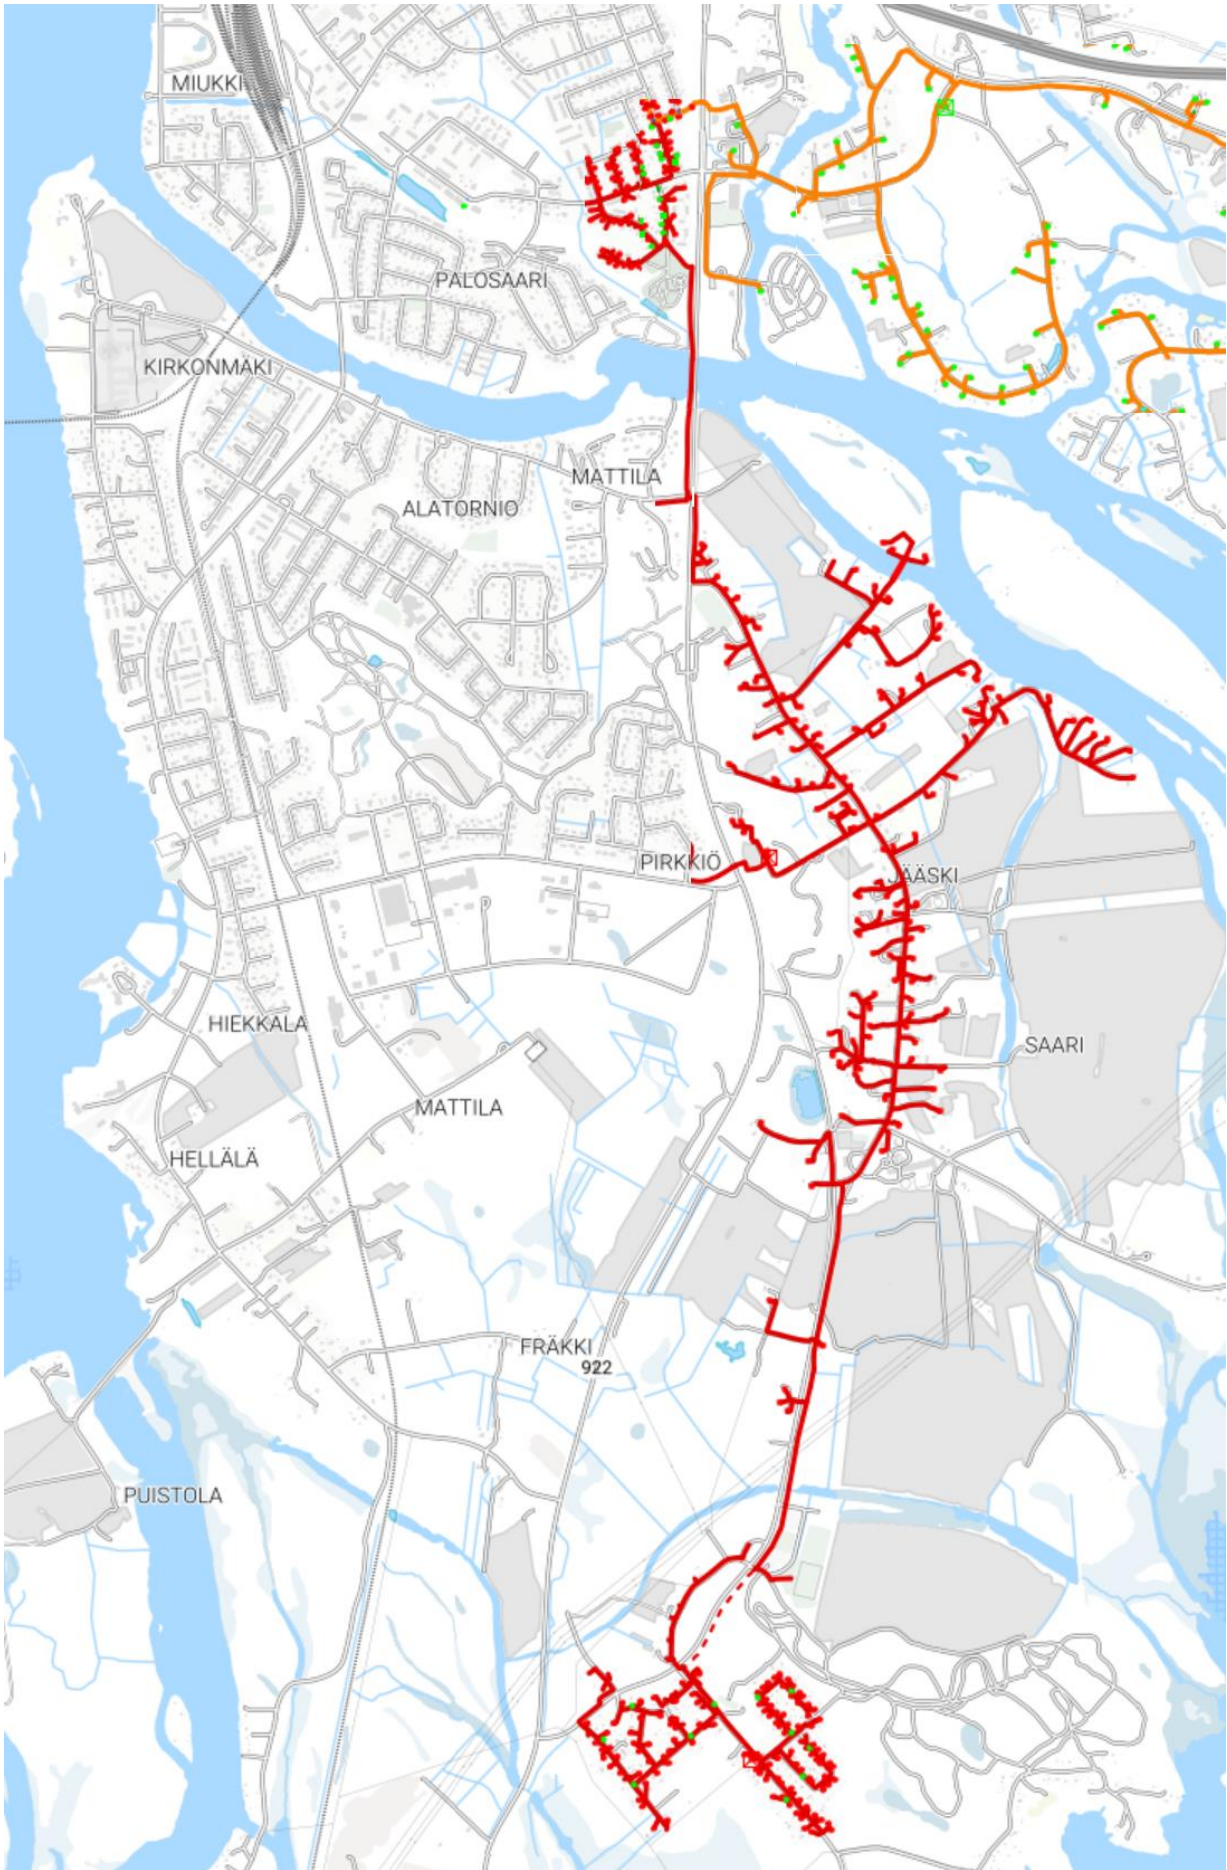 MIUKKI
PALOSAARI
KIRKONMÄKI
MATTILA
ALATORNIO
PIRKKIÖ
JÄÄSKI
HIEKKALA
SAARI
MATTILA
HELLÄLÄ
FRÄKKI
922
PUISTOLA